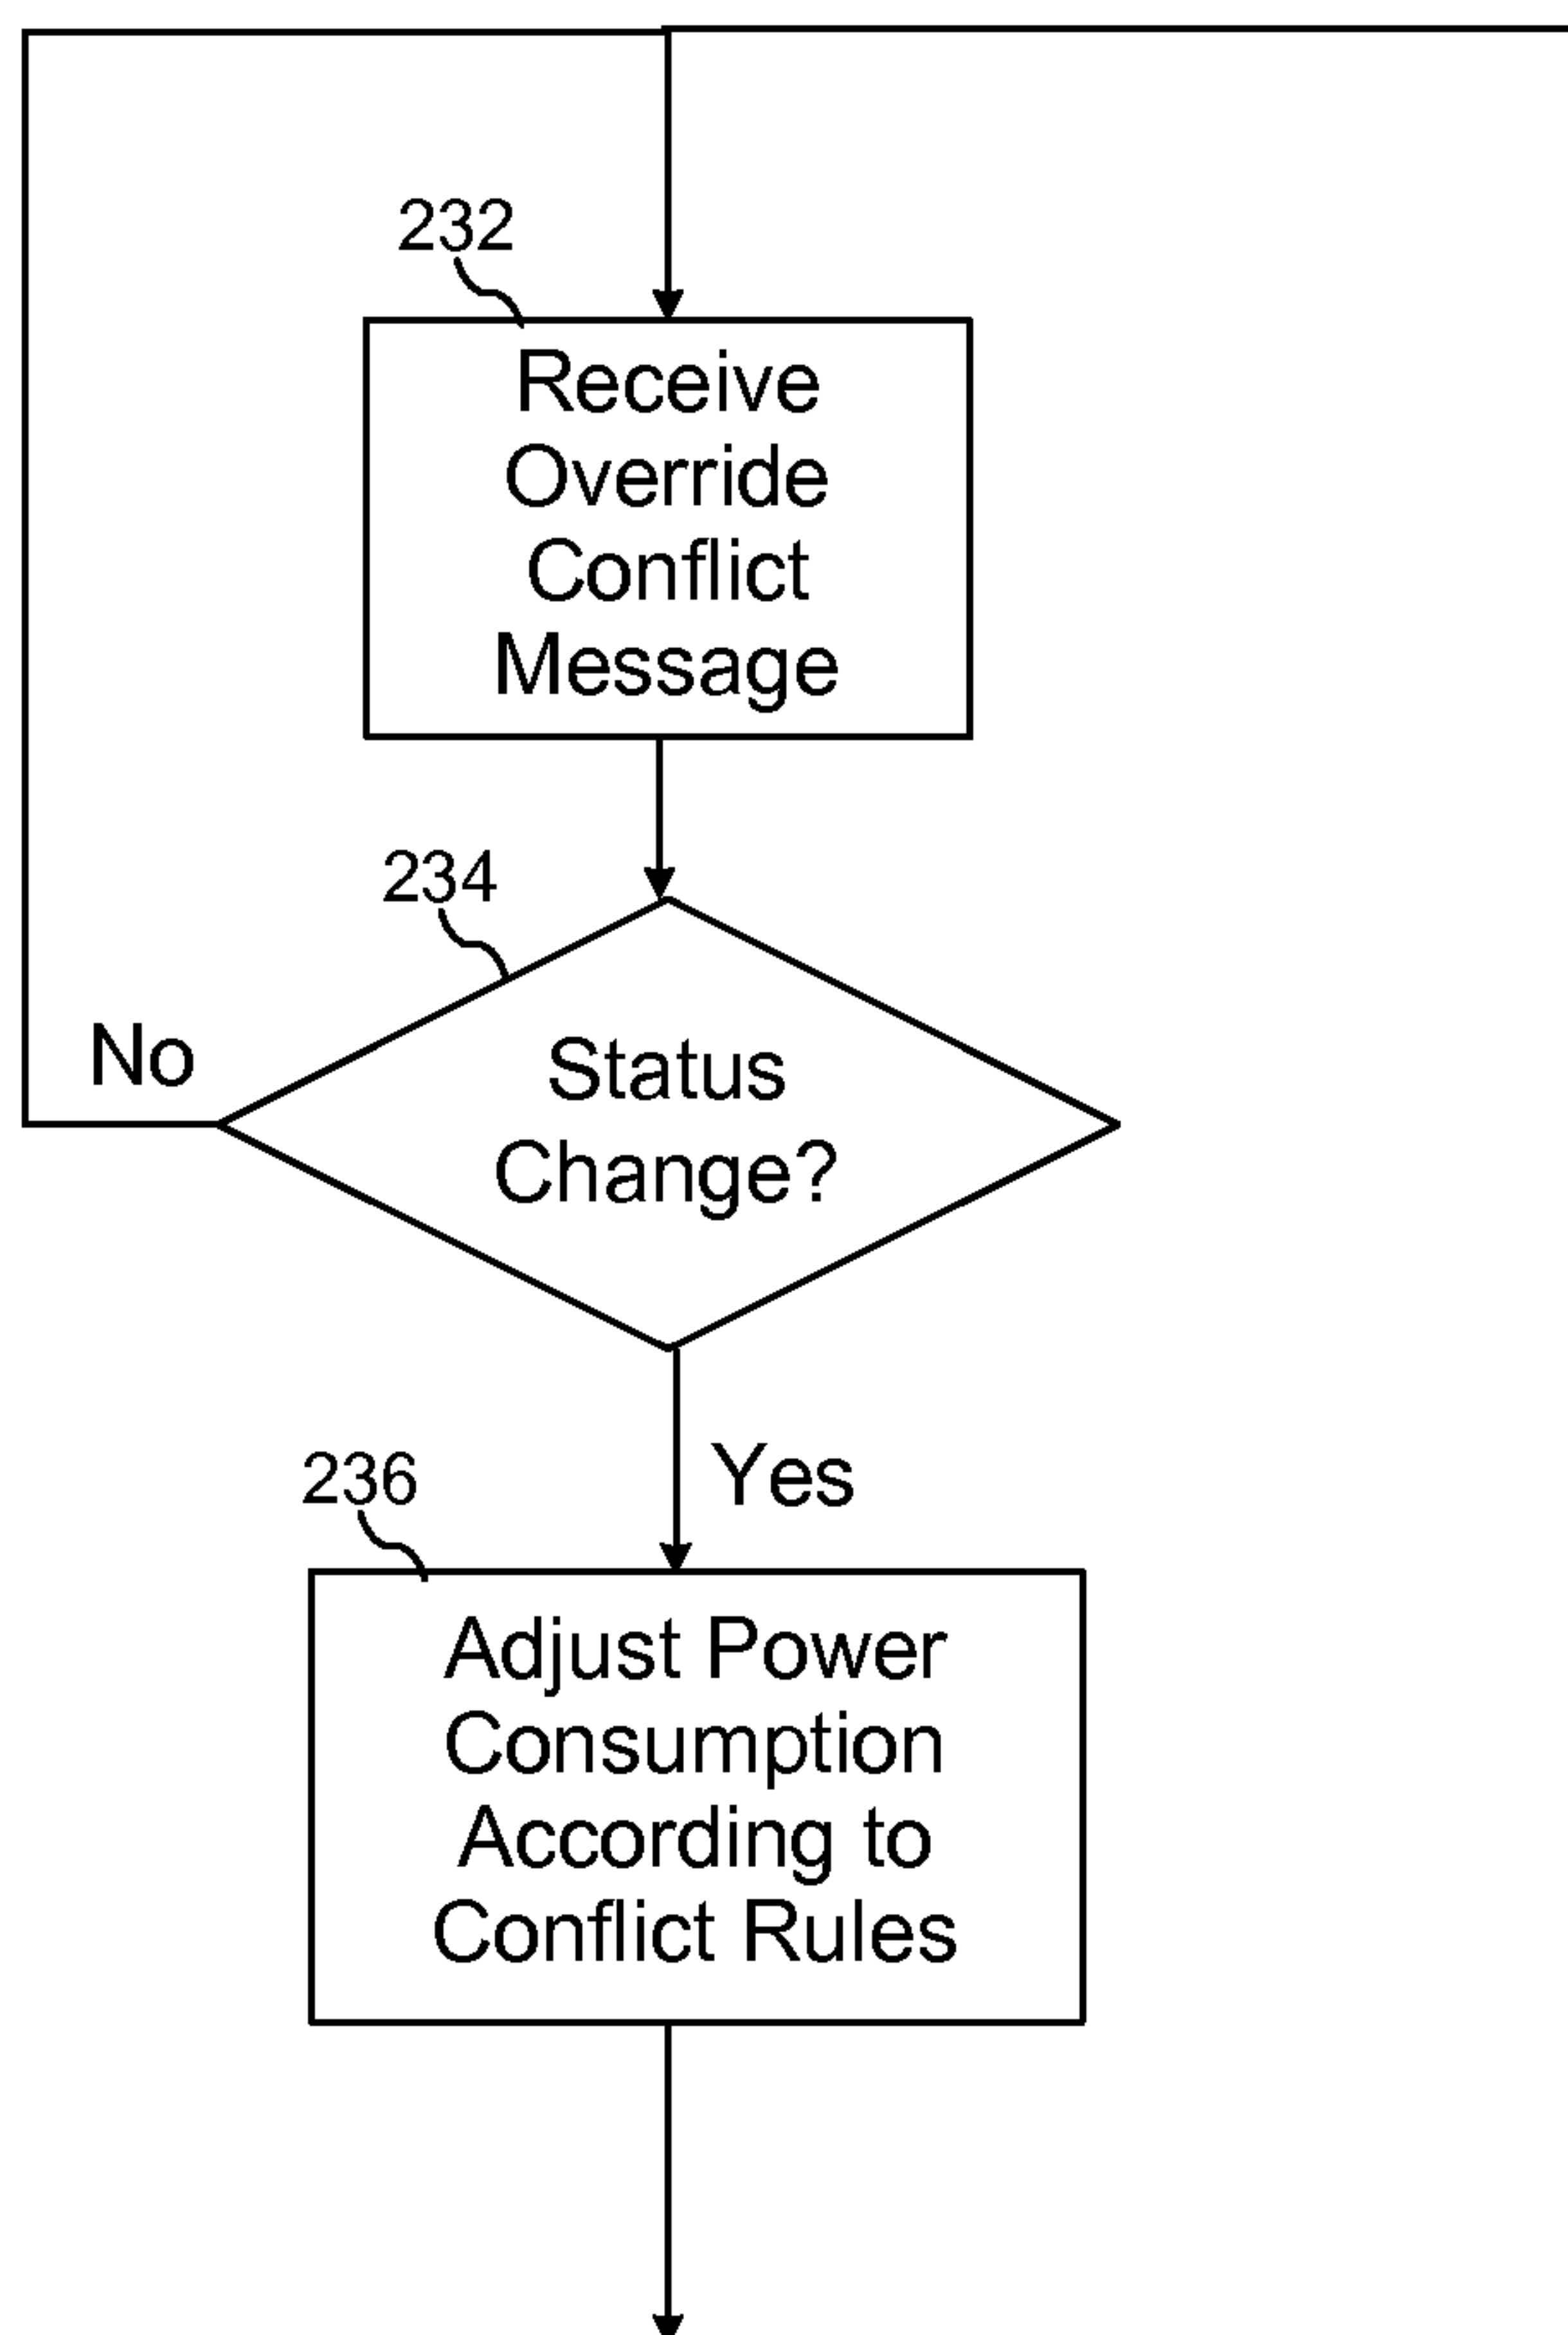 232
Receive
Override
Conflict
Message
234
No
Status
Change?
Yes
236
Adjust Power
Consumption
According to
Conflict Rules